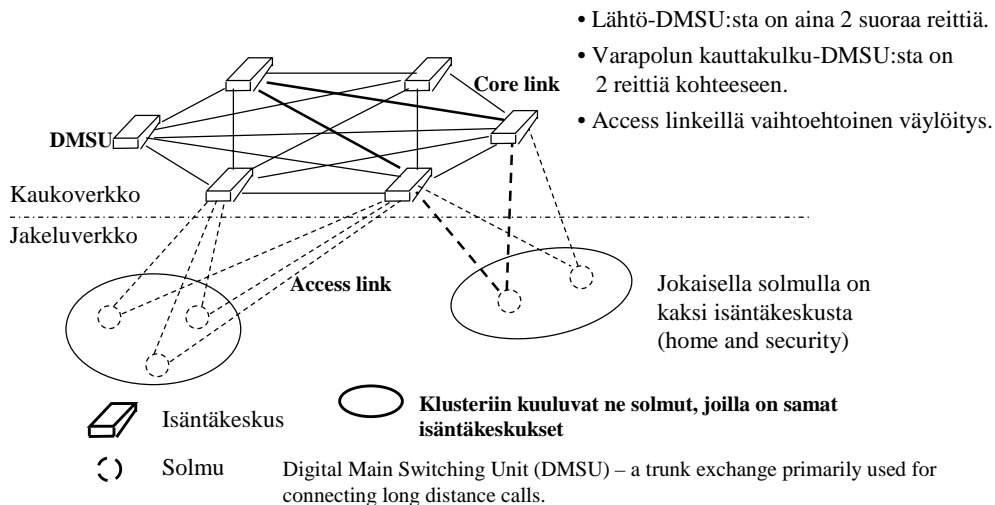 • Lähtö-DMSU:sta on aina 2 suoraa reittiä.
• Varapolun kauttakulku-DMSU:sta on
2 reittiä kohteeseen.
• Access linkeillä vaihtoehtoinen väylöitys.
Core link
DMSU
Kaukoverkko
Jakeluverkko
Access link
Jokaisella solmulla on
kaksi isäntäkeskusta
(home and security)
Isäntäkeskus
Klusteriin kuuluvat ne solmut, joilla on samat
isäntäkeskukset
Solmu
Digital Main Switching Unit (DMSU) – a trunk exchange primarily used for
connecting long distance calls.